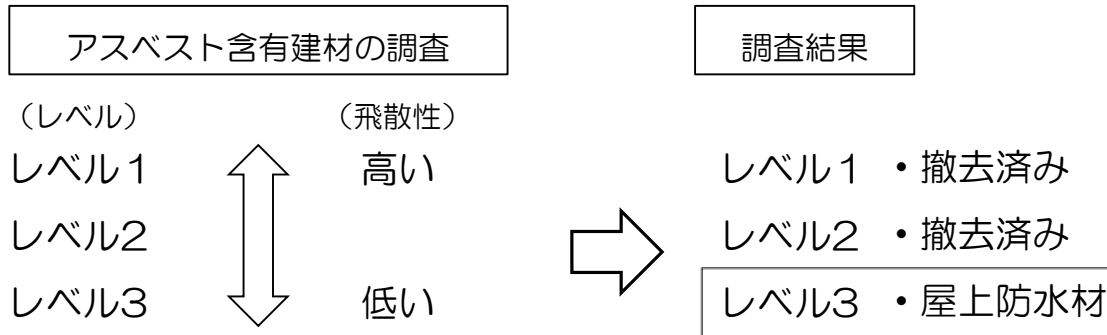 アスベスト含有建材の調査
調査結果
（レベル）
（飛散性）
レベル１
高い
レベル１ ・撤去済み
レベル2
レベル2 ・撤去済み
レベル3
低い
レベル3 ・屋上防水材